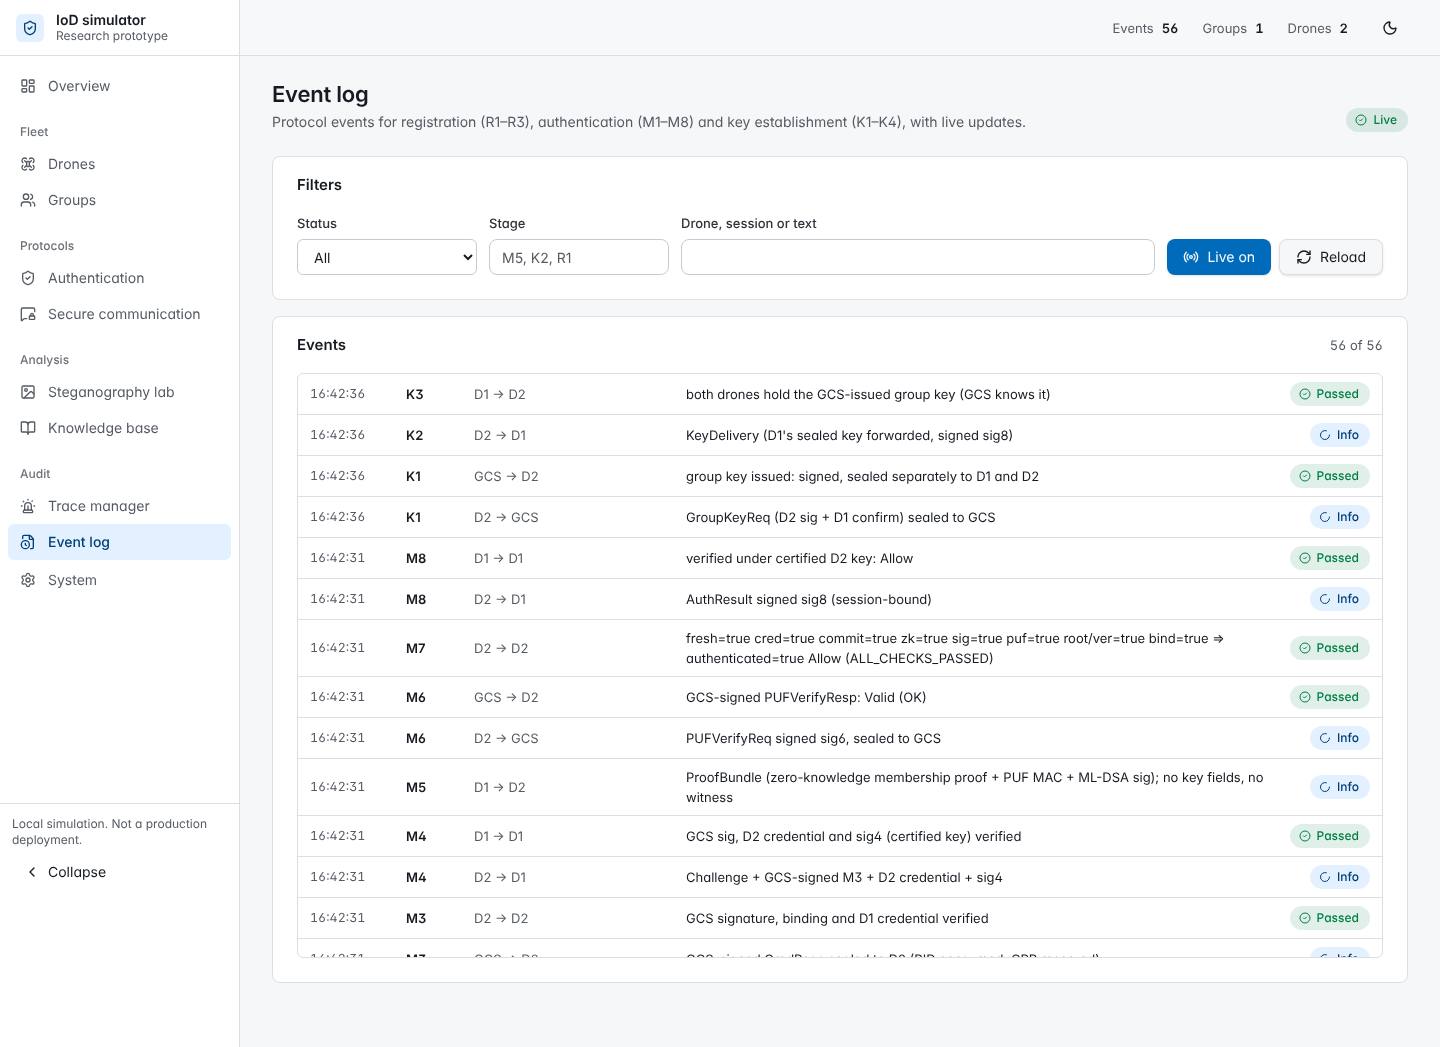 IoD simulator
Research prototype
Events 56 Groups 1 Drones 2
Overview
Fleet
Drones
Groups
Protocols
Authentication
Secure communication
Analysis
Steganography lab
Knowledge base
Audit
Trace manager
Event log
System
Local simulation. Not a production
deployment.
Collapse
Event log
Protocol events for registration (R1–R3), authentication (M1–M8) and key establishment (K1–K4), with live updates.
Live
Filters
Status
Stage
Drone, session or text
All
M5, K2, R1
Live on
Reload
Events
56 of 56
16:42:36 K3 D1 → D2 both drones hold the GCS-issued group key (GCS knows it) Passed
16:42:36 K2 D2 → D1 KeyDelivery (D1's sealed key forwarded, signed sig8) Info
16:42:36 K1 GCS → D2 group key issued: signed, sealed separately to D1 and D2 Passed
16:42:36 K1 D2 → GCS GroupKeyReq (D2 sig + D1 confirm) sealed to GCS Info
16:42:31 M8 D1 → D1 verified under certified D2 key: Allow Passed
16:42:31 M8 D2 → D1 AuthResult signed sig8 (session-bound) Info
16:42:31 M7 D2 → D2 fresh=true cred=true commit=true zk=true sig=true puf=true root/ver=true bind=true ⇒
authenticated=true Allow (ALL_CHECKS_PASSED) Passed
16:42:31 M6 GCS → D2 GCS-signed PUFVerifyResp: Valid (OK) Passed
16:42:31 M6 D2 → GCS PUFVerifyReq signed sig6, sealed to GCS Info
16:42:31 M5 D1 → D2 ProofBundle (zero-knowledge membership proof + PUF MAC + ML-DSA sig); no key fields, no
witness Info
16:42:31 M4 D1 → D1 GCS sig, D2 credential and sig4 (certified key) verified Passed
16:42:31 M4 D2 → D1 Challenge + GCS-signed M3 + D2 credential + sig4 Info
16:42:31 M3 D2 → D2 GCS signature, binding and D1 credential verified Passed